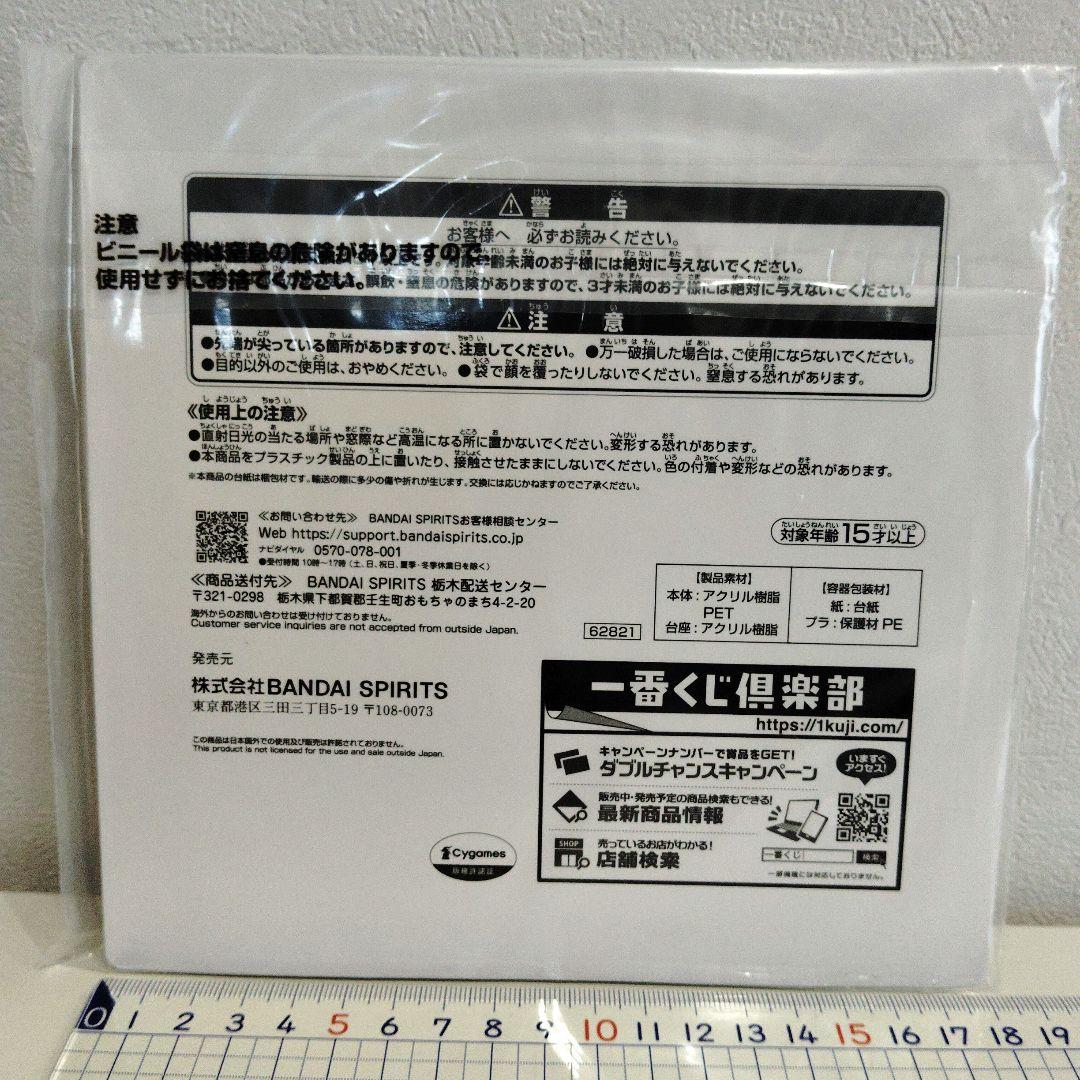 警告
お客様へ 必ずお読みください。
注意
ビニール袋は窒息の危険がありますので
使用せずにお捨てください。
齢未満のお子様には絶対に与えないでください。
誤飲・窒息の危険がありますので、3才未満のお子様には絶対に与えないでください。
注意
●先端が尖っている箇所がありますので、注意してください。 ●万一破損した場合は、ご使用にならないでください。
●目的以外のご使用は、おやめください。 ●袋で顔を覆ったりしないでください。窒息する恐れがあります。
《使用上の注意》
●直射日光の当たる場所や窓際など高温になる所に置かないでください。変形する恐れがあります。
●本商品をプラスチック製品の上に置いたり、接触させたままにしないでください。色の付着や変形などの恐れがあります。
※本商品の台紙は梱包材です。輸送の際に多少の傷や折れが生じます。交換には応じかねますのでご了承ください。
≪お問い合わせ先≫ BANDAI SPIRITSお客様相談センター
Web https://support.bandaispirits.co.jp
ナビダイヤル 0570-078-001
●受付時間 10時~17時(土、日、祝日、夏季・冬季休業日を除く)
≪商品送付先≫ BANDAI SPIRITS 栃木配送センター
〒321-0298 栃木県下都賀郡壬生町おもちゃのまち4-2-20
海外からのお問い合わせは受け付けておりません。
Customer service inquiries are not accepted from outside Japan.
対象年齢15才以上
【製品素材】
本体:アクリル樹脂
PET
台座:アクリル樹脂
【容器包装材】
紙:台紙
プラ:保護材 PE
62821
発売元
株式会社BANDAI SPIRITS
東京都港区三田三丁目5-19 〒108-0073
この商品は日本国外での使用及び販売は許諾されておりません。
This product is not licensed for the use and sale outside Japan.
Cygames
版権許諾証
一番くじ倶楽部
https://1kuji.com/
キャンペーンナンバーで賞品をGET!
ダブルチャンスキャンペーン
いますぐ
アクセス!
販売中・発売予定の商品検索もできる!
最新商品情報
SHOP
売っているお店がわかる!
店舗検索
一番くじ 検索
0 1 2 3 4 5 6 7 8 9 10 11 12 13 14 15 16 17 18 19